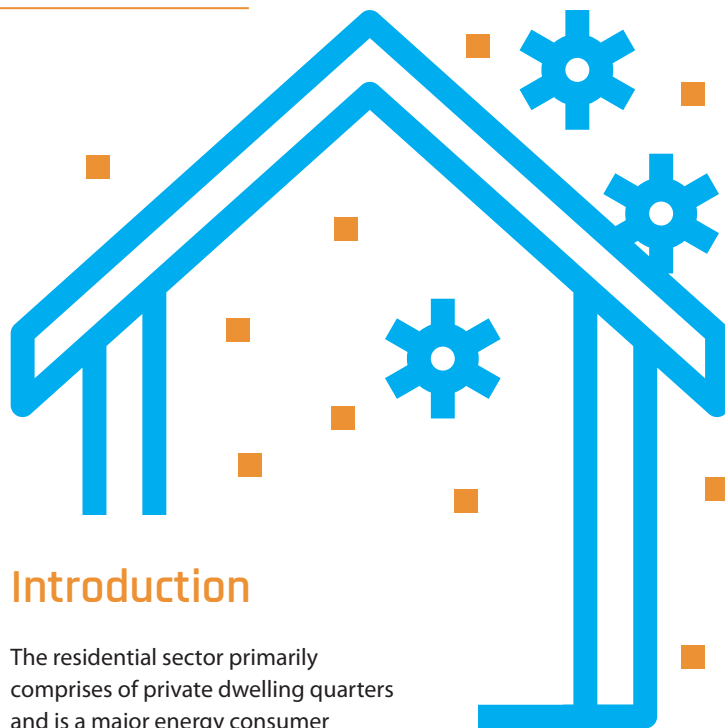 Introduction
The residential sector primarily
comprises of private dwelling quarters
and is a major energy consumer